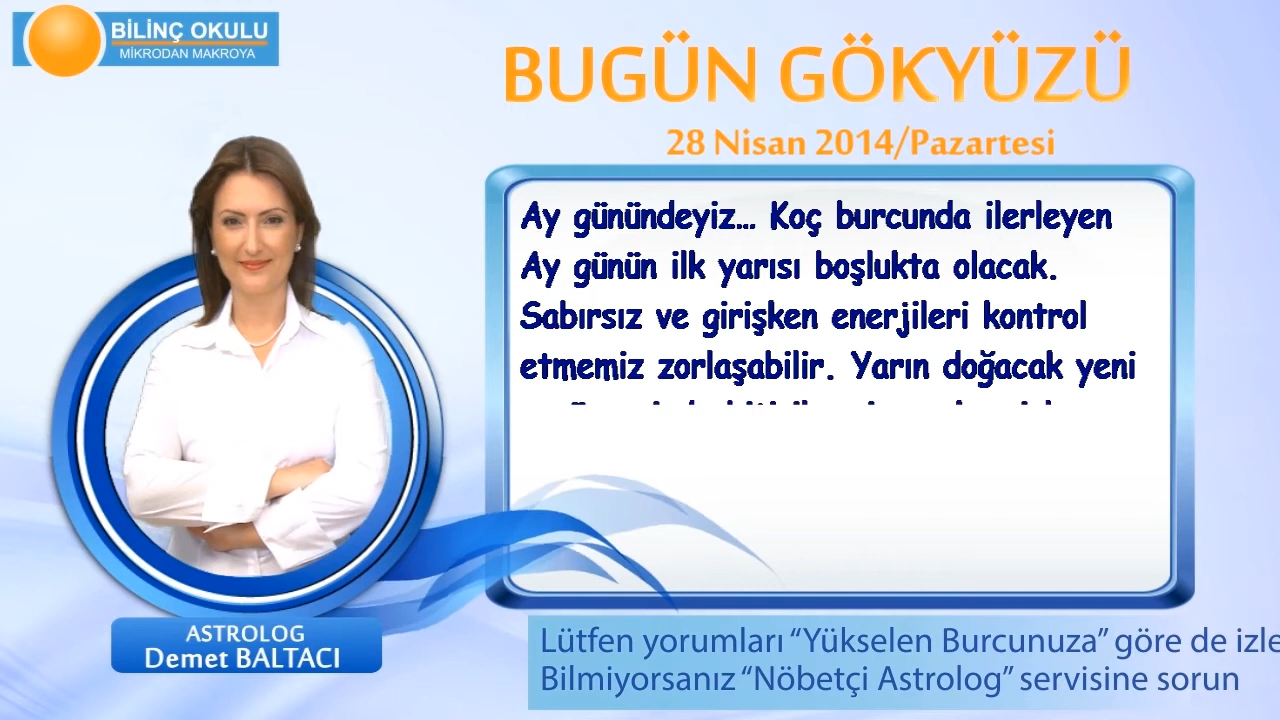 BİLİNÇ OKULU
MİKRODAN MAKROYA
BUGÜN GÖKYÜZÜ
28 Nisan 2014/Pazartesi
Ay günündeyiz... Koç burcunda ilerleyen
Ay günün ilk yarısı boşlukta olacak.
Sabırsız ve girişken enerjileri kontrol
etmemiz zorlaşabilir. Yarın doğacak yeni
ASTROLOG
Demet BALTACI
Lütfen yorumları “Yükselen Burcunuza” göre de izle
Bilmiyorsanız “Nöbetçi Astrolog” servisine sorun